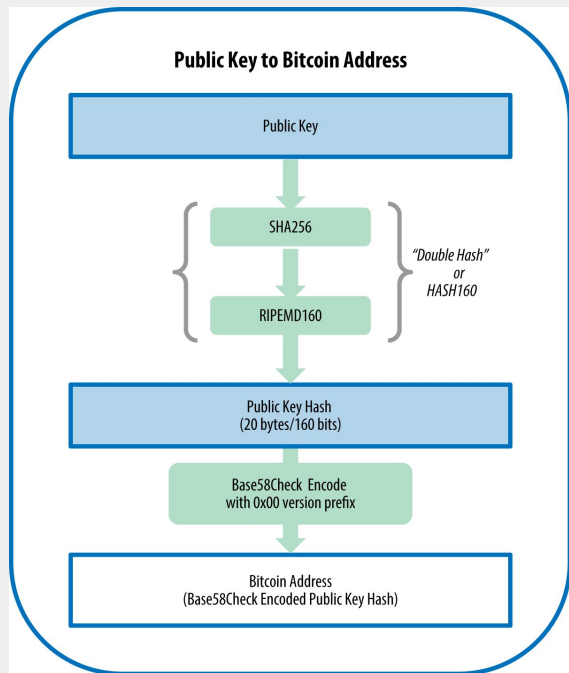 Public Key to Bitcoin Address
Public Key
SHA256
"Double Hash"
or
HASH160
RIPEMD160
Public Key Hash
(20 bytes/160 bits)
Base58Check Encode
with 0x00 version prefix
Bitcoin Address
(Base58Check Encoded Public Key Hash)